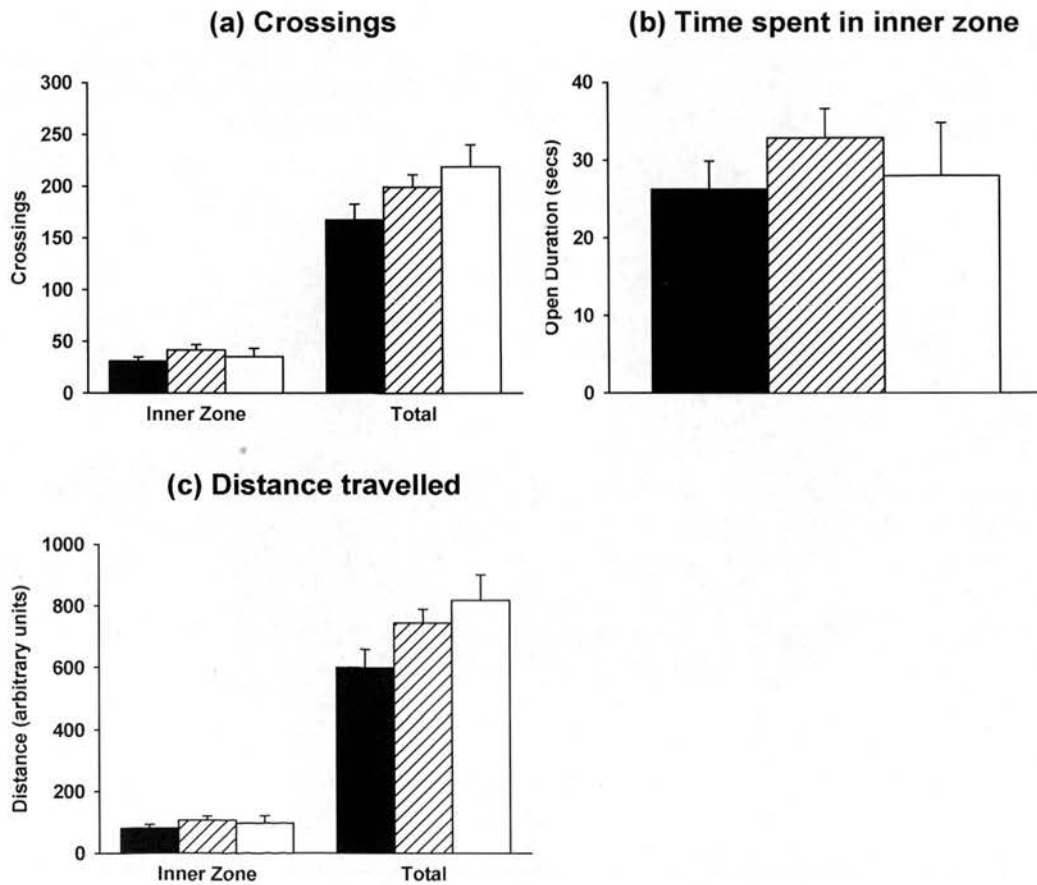 (a) Crossings
300
250
200
150
100
50
0
Crossings
Inner Zone
Total
(b) Time spent in inner zone
40
30
20
10
0
Open Duration (secs)
(c) Distance travelled
1000
800
600
400
200
0
Distance (arbitrary units)
Inner Zone
Total